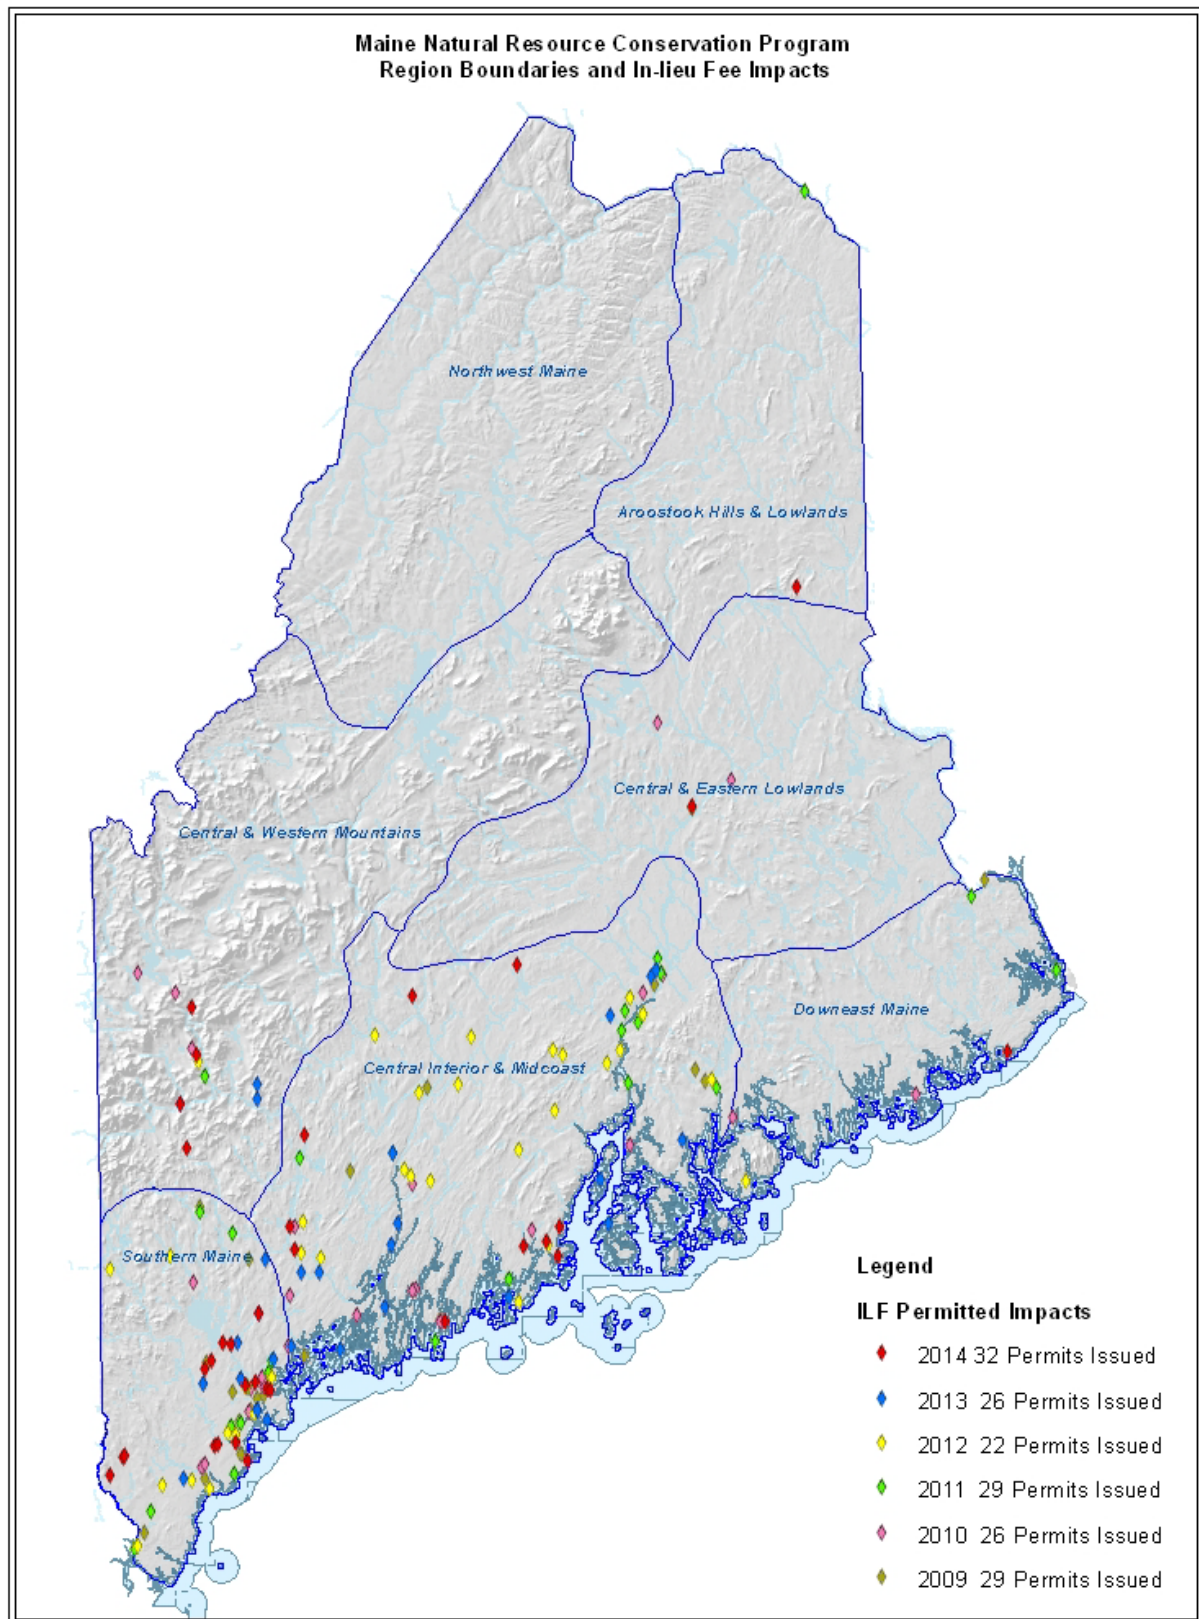 Maine Natural Resource Conservation Program
Region Boundaries and In-lieu Fee Impacts
Northwest Maine
Aroostook Hills & Lowlands
Central & Eastern Lowlands
Central & Western Mountains
Downeast Maine
Central Interior & Midcoast
Southern Maine
Legend
ILF Permitted Impacts
2014 32 Permits Issued
2013 26 Permits Issued
2012 22 Permits Issued
2011 29 Permits Issued
2010 26 Permits Issued
2009 29 Permits Issued